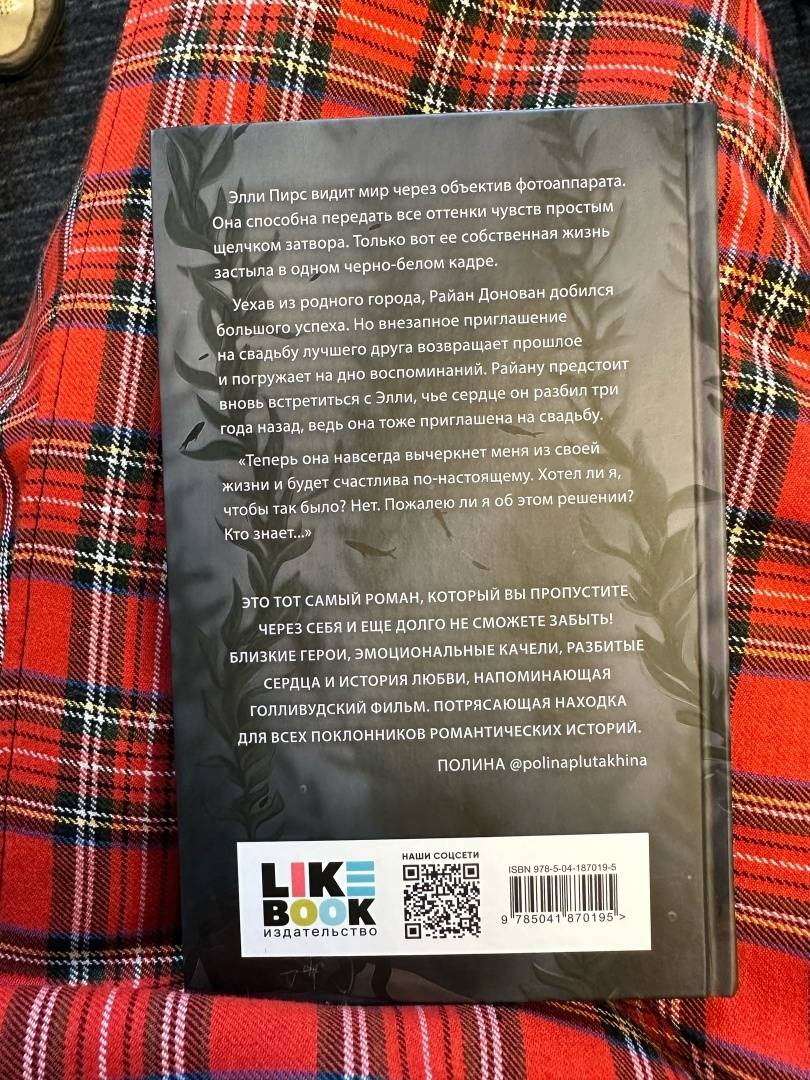 Элли Пирс видит мир через объектив фотоаппарата.
Она способна передать все оттенки чувств простым
щелчком затвора. Только вот ее собственная жизнь
застыла в одном черно-белом кадре.
Уехав из родного города, Райан Донован добился
большого успеха. Но внезапное приглашение
на свадьбу лучшего друга возвращает прошлое
и погружает на дно воспоминаний. Райану предстоит
вновь встретиться с Элли, чье сердце он разбил три
года назад, ведь она тоже приглашена на свадьбу.
«Теперь она навсегда вычеркнет меня из своей
жизни и будет счастлива по-настоящему. Хотел ли я,
чтобы так было? Нет. Пожалею ли я об этом решении?
Кто знает...»
ЭТО ТОТ САМЫЙ РОМАН, КОТОРЫЙ ВЫ ПРОПУСТИТЕ
ЧЕРЕЗ СЕБЯ И ЕЩЕ ДОЛГО НЕ СМОЖЕТЕ ЗАБЫТЬ!
БЛИЗКИЕ ГЕРОИ, ЭМОЦИОНАЛЬНЫЕ КАЧЕЛИ, РАЗБИТЫЕ
СЕРДЦА И ИСТОРИЯ ЛЮБВИ, НАПОМИНАЮЩАЯ
ГОЛЛИВУДСКИЙ ФИЛЬМ. ПОТРЯСАЮЩАЯ НАХОДКА
ДЛЯ ВСЕХ ПОКЛОННИКОВ РОМАНТИЧЕСКИХ ИСТОРИЙ.
ПОЛИНА @polinaplutakhina
LIKE
BOOK
издательство
НАШИ СОЦСЕТИ
ISBN 978-5-04-187019-5
9 785041 870195 >